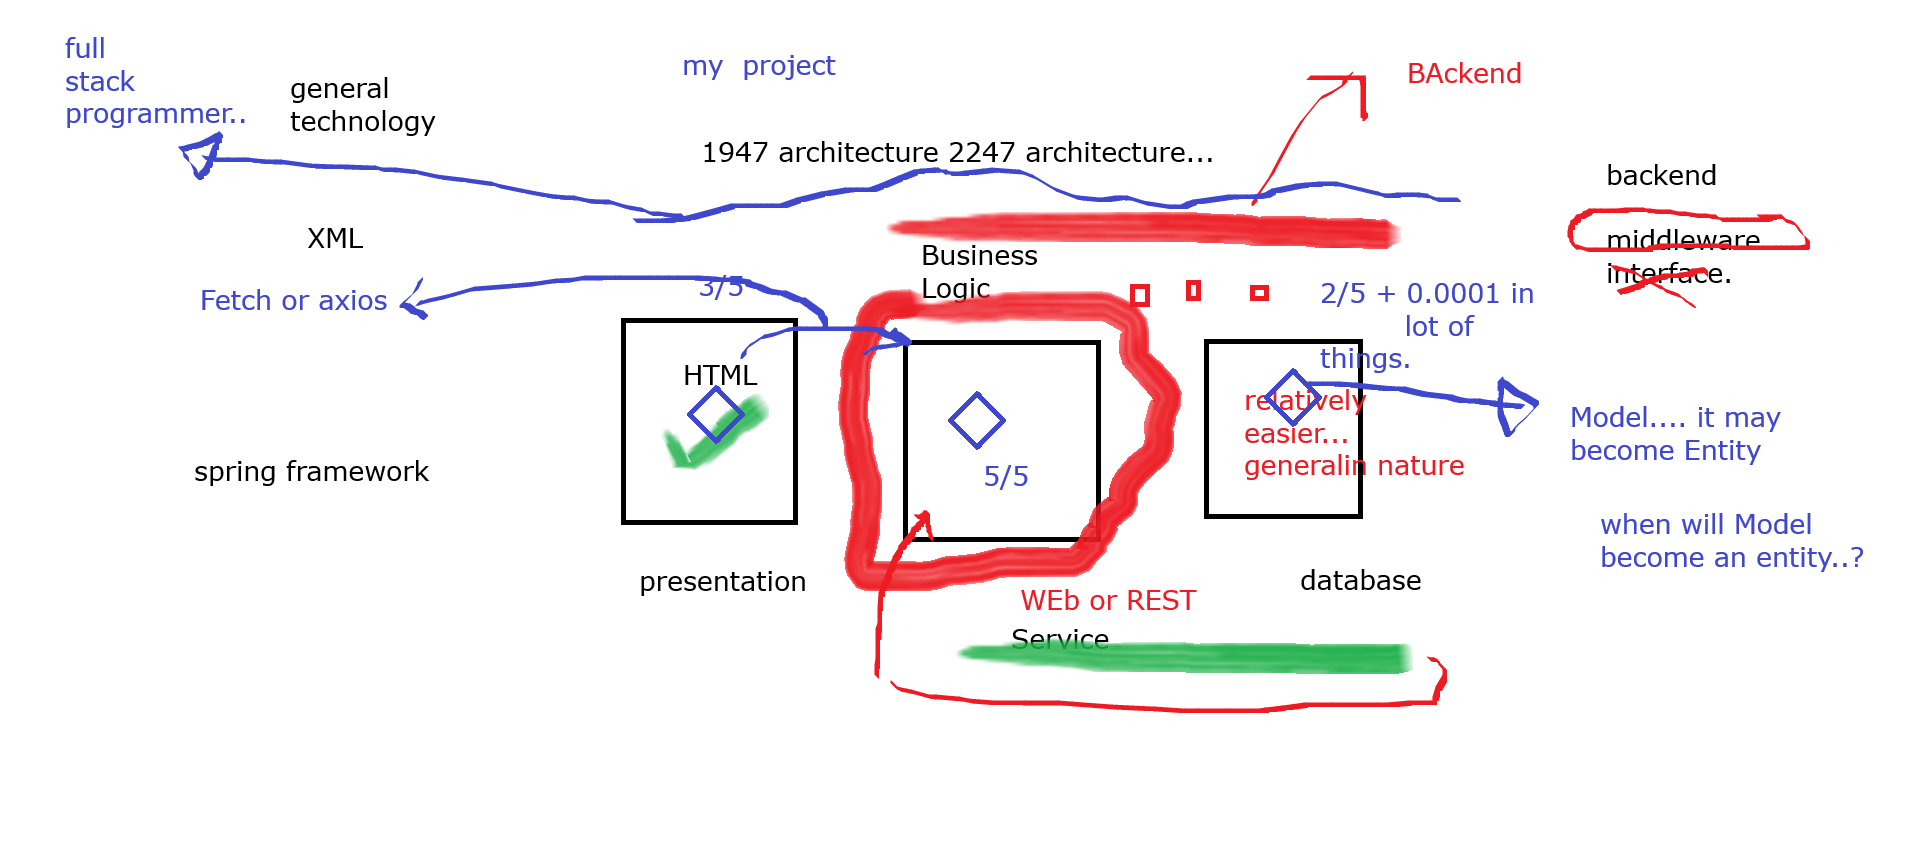 full
stack
programmer..
general
technology
my  project
BAckend
1947 architecture 2247 architecture...
backend
XML
middleware
interface.
Business
Logic
Fetch or axios
3/5
2/5 + 0.0001 in
lot of
things.
HTML
relatively
easier...
generalin nature
Model.... it may
become Entity
spring framework
5/5
when will Model
become an entity..?
presentation
database
WEb or REST
Service